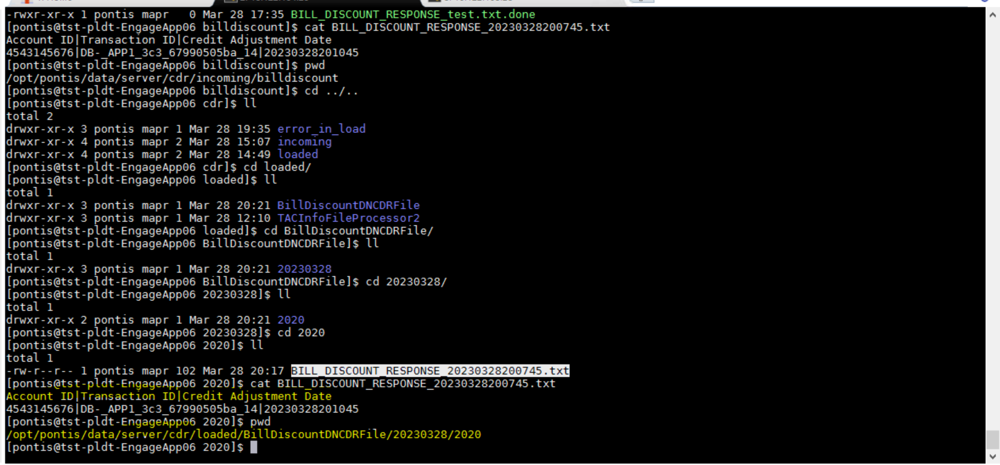 -rwxr-xr-x 1 pontis mapr   0 Mar 28 17:35 BILL_DISCOUNT_RESPONSE_test.txt.done
[pontis@tst-pldt-EngageApp06 billdiscount]$ cat BILL_DISCOUNT_RESPONSE_20230328200745.txt
Account ID|Transaction ID|Credit Adjustment Date
4543145676|DB-_APP1_3c3_67990505ba_14|20230328201045
[pontis@tst-pldt-EngageApp06 billdiscount]$ pwd
/opt/pontis/data/server/cdr/incoming/billdiscount
[pontis@tst-pldt-EngageApp06 billdiscount]$ cd ../..
[pontis@tst-pldt-EngageApp06 cdr]$ ll
total 2
drwxr-xr-x 3 pontis mapr 1 Mar 28 19:35 error_in_load
drwxr-xr-x 4 pontis mapr 2 Mar 28 15:07 incoming
drwxr-xr-x 4 pontis mapr 2 Mar 28 14:49 loaded
[pontis@tst-pldt-EngageApp06 cdr]$ cd loaded/
[pontis@tst-pldt-EngageApp06 loaded]$ ll
total 1
drwxr-xr-x 3 pontis mapr 1 Mar 28 20:21 BillDiscountDNCDRFile
drwxr-xr-x 3 pontis mapr 1 Mar 28 12:10 TACInfoFileProcessor2
[pontis@tst-pldt-EngageApp06 loaded]$ cd BillDiscountDNCDRFile/
[pontis@tst-pldt-EngageApp06 BillDiscountDNCDRFile]$ ll
total 1
drwxr-xr-x 3 pontis mapr 1 Mar 28 20:21 20230328
[pontis@tst-pldt-EngageApp06 BillDiscountDNCDRFile]$ cd 20230328/
[pontis@tst-pldt-EngageApp06 20230328]$ ll
total 1
drwxr-xr-x 2 pontis mapr 1 Mar 28 20:21 2020
[pontis@tst-pldt-EngageApp06 20230328]$ cd 2020
[pontis@tst-pldt-EngageApp06 2020]$ ll
total 1
-rw-r--r-- 1 pontis mapr 102 Mar 28 20:17 BILL_DISCOUNT_RESPONSE_20230328200745.txt
[pontis@tst-pldt-EngageApp06 2020]$ cat BILL_DISCOUNT_RESPONSE_20230328200745.txt
Account ID|Transaction ID|Credit Adjustment Date
4543145676|DB-_APP1_3c3_67990505ba_14|20230328201045
[pontis@tst-pldt-EngageApp06 2020]$ pwd
/opt/pontis/data/server/cdr/loaded/BillDiscountDNCDRFile/20230328/2020
[pontis@tst-pldt-EngageApp06 2020]$